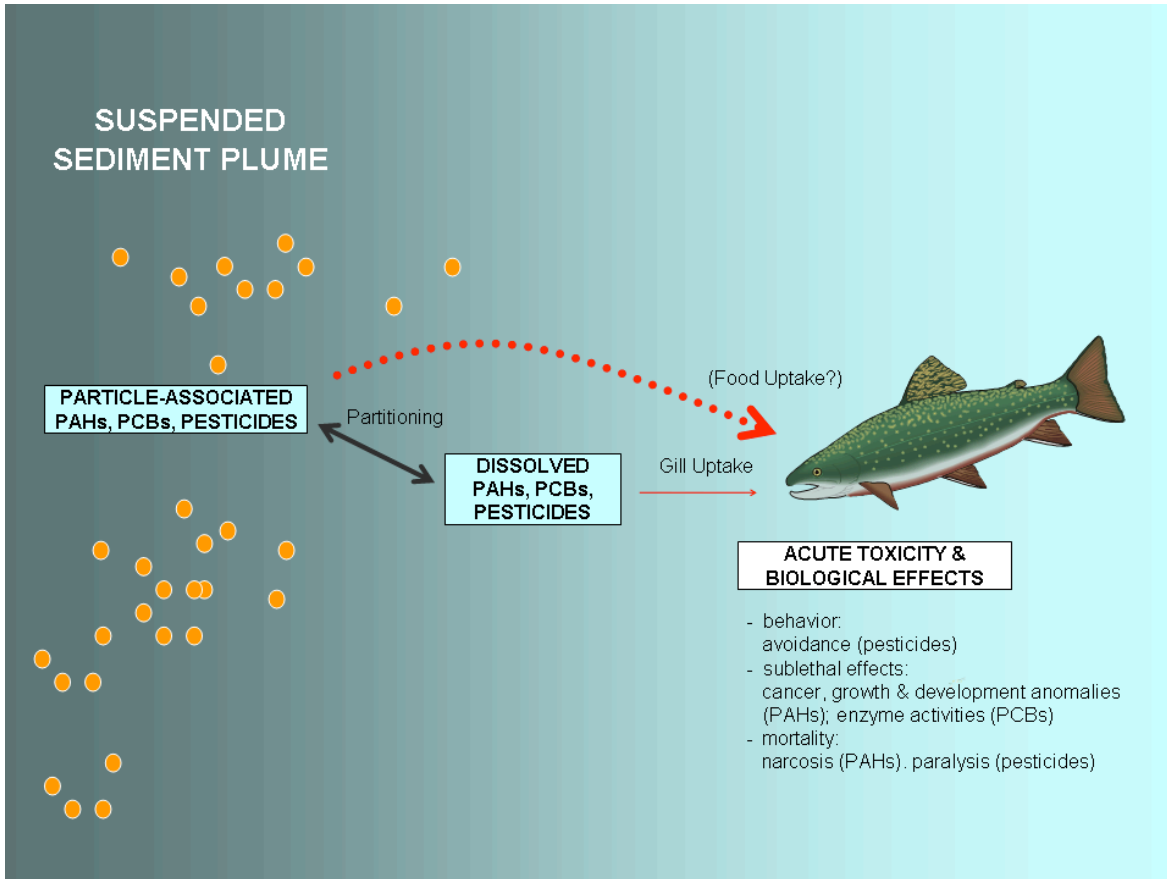 SUSPENDED
SEDIMENT PLUME
(Food Uptake?)
PARTICLE-ASSOCIATED
PAHs, PCBs, PESTICIDES
Partitioning
DISSOLVED
PAHs, PCBs,
PESTICIDES
Gill Uptake
ACUTE TOXICITY &
BIOLOGICAL EFFECTS
- behavior:
avoidance (pesticides)
- sublethal effects:
cancer, growth & development anomalies
(PAHs); enzyme activities (PCBs)
- mortality:
narcosis (PAHs). paralysis (pesticides)